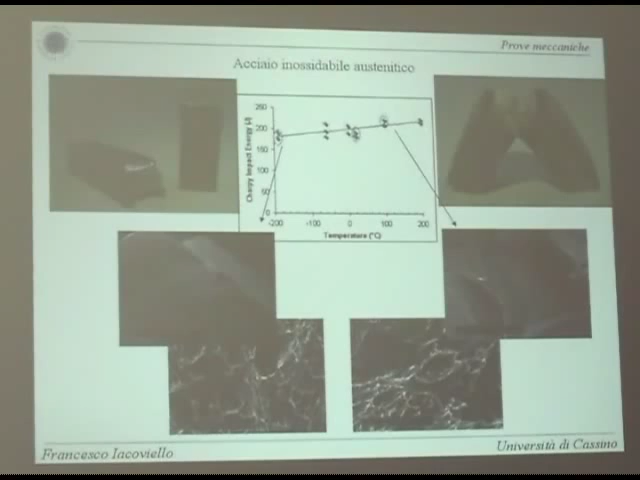 Prove meccaniche
Acciaio inossidabile austenitico
Charpy Impact Energy (J)
250
200
150
100
50
0
-200 -100 0 100 200
Temperature (°C)
Francesco Iacoviello
Università di Cassino